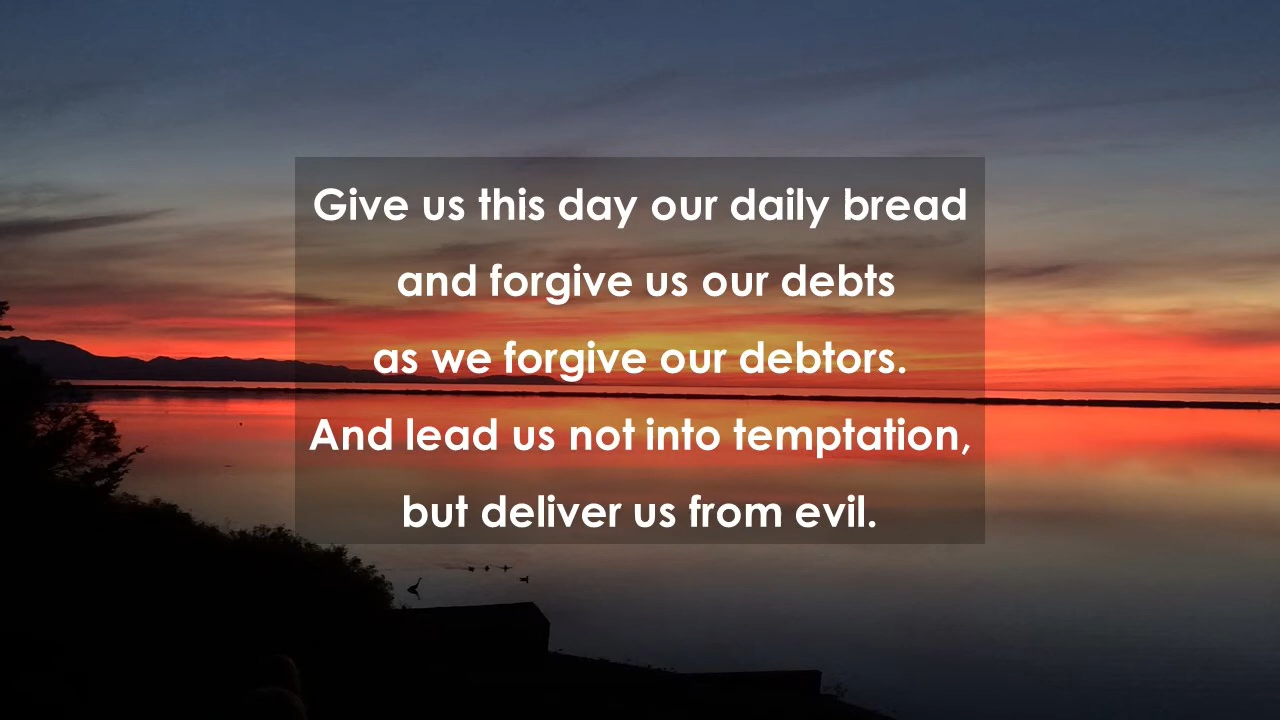 Give us this day our daily bread
and forgive us our debts
as we forgive our debtors.
And lead us not into temptation,
but deliver us from evil.